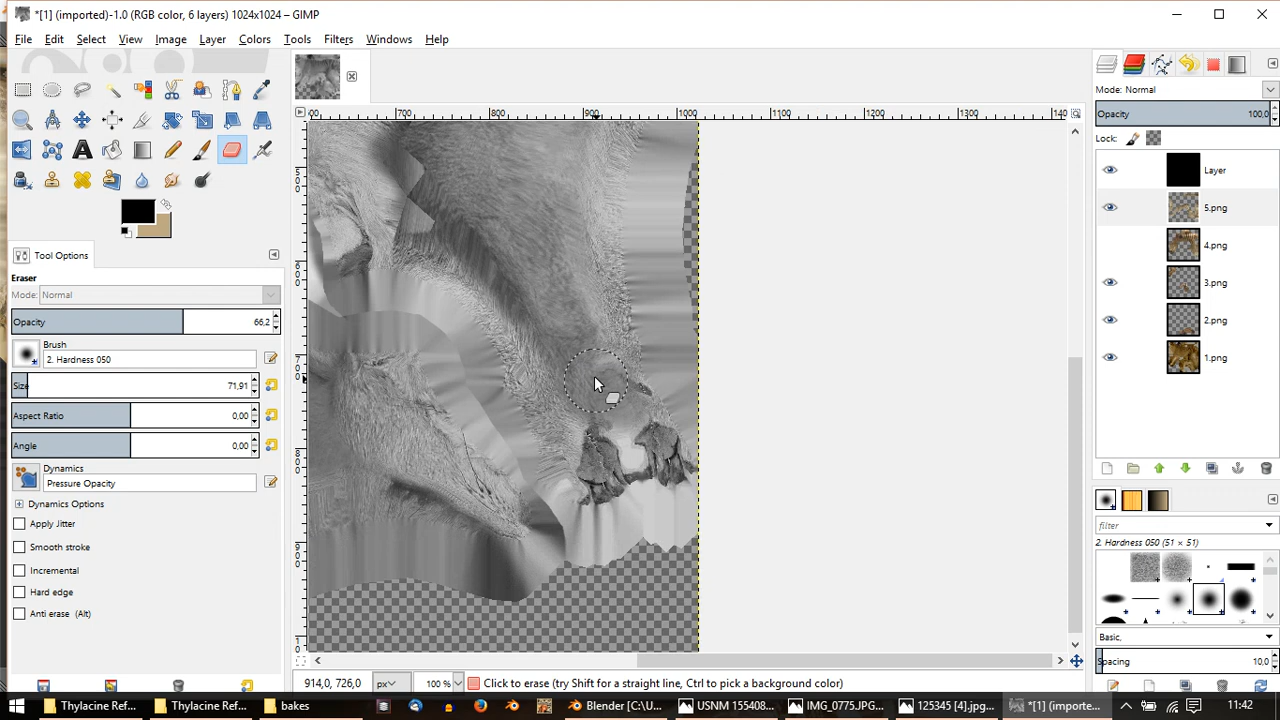 *[1] (imported)-1.0 (RGB color, 6 layers) 1024x1024 – GIMP
File Edit Select View Image Layer Colors Tools Filters Windows Help
Mode: Normal
700 800 900 1000 1100 1200 1300 140
Opacity 100,0
Lock:
Layer
5.png
4.png
3.png
2.png
1.png
Tool Options
Eraser
Mode: Normal
Opacity 66,2
Brush
2. Hardness 050
Size 71,91
Aspect Ratio 0,00
Angle 0,00
Dynamics
Pressure Opacity
Dynamics Options
Apply Jitter
Smooth stroke
Incremental
Hard edge
Anti erase (Alt)
filter
2. Hardness 050 (51 × 51)
Basic,
Spacing 10,0
914,0, 726,0 px 100 % Click to erase (try Shift for a straight line, Ctrl to pick a background color)
Thylacine Ref... Thylacine Ref... bakes Blender [C:\U... USNM 155408... IMG_0775.JPG... 123345 [4].jpg... *[1] (importe... 11:42